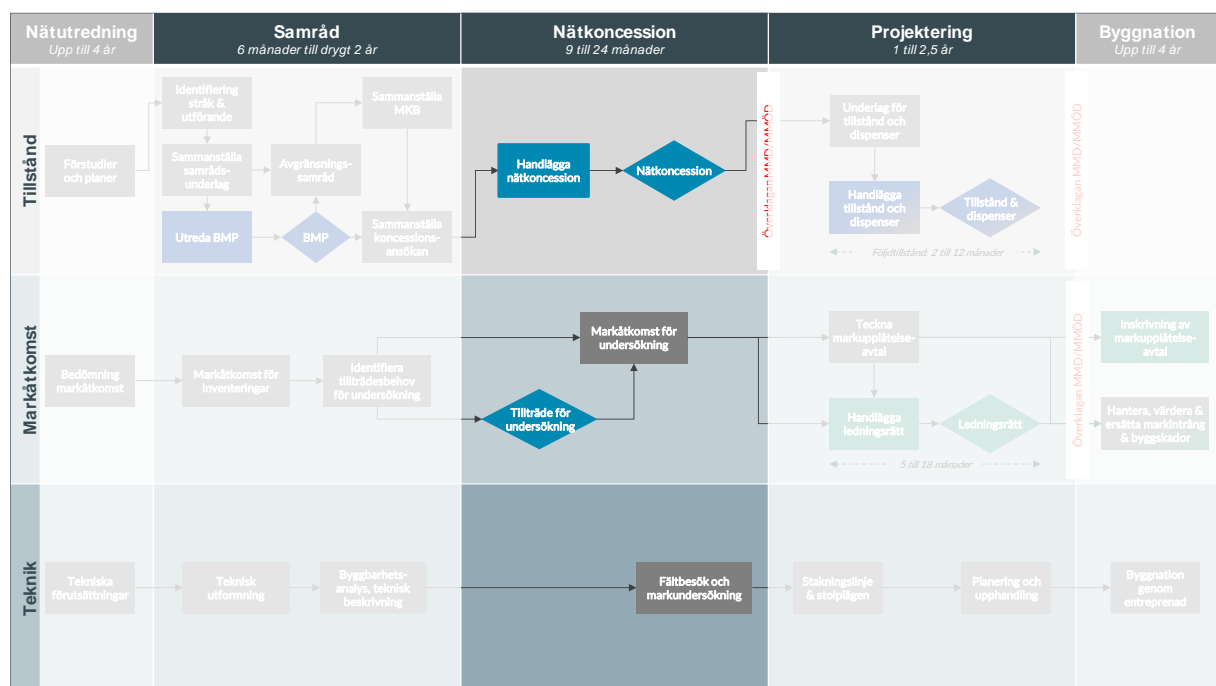 Nätutredning
Upp till 4 år
Samråd
6 månader till drygt 2 år
Nätkoncession
9 till 24 månader
Projektering
1 till 2,5 år
Byggnation
Upp till 4 år
Tillstånd
Förstudier
och planer
Identifiering
stråk &
utförande
Sammanställa
samråds-
underlag
Utreda BMP
Avgränsnings-
samråd
BMP
Sammanställa
MKB
Sammanställa
koncessions-
ansökan
Handlägga
nätkoncession
Nätkoncession
Överklagan MMD/MMÖD
Underlag för
tillstånd och
dispenser
Handlägga
tillstånd och
dispenser
Tillstånd &
dispenser
Följdtillstånd: 2 till 12 månader
Överklagan MMD/MMÖD
Markåtkomst
Bedömning
markåtkomst
Markåtkomst för
inventeringar
Identifiera
tillträdesbehov
för undersökning
Tillträde för
undersökning
Markåtkomst för
undersökning
Teckna
markupplåtelse-
avtal
Handlägga
ledningsrätt
Ledningsrätt
5 till 18 månader
Överklagan MMD/MMÖD
Inskrivning av
markupplåtelse-
avtal
Hantera, värdera &
ersätta markintrång
& byggskador
Teknik
Tekniska
förutsättningar
Teknisk
utformning
Byggbarhets-
analys, teknisk
beskrivning
Fältbesök och
markundersökning
Stakningslinje
& stolplägen
Planering och
upphandling
Byggnation
genom
entreprenad